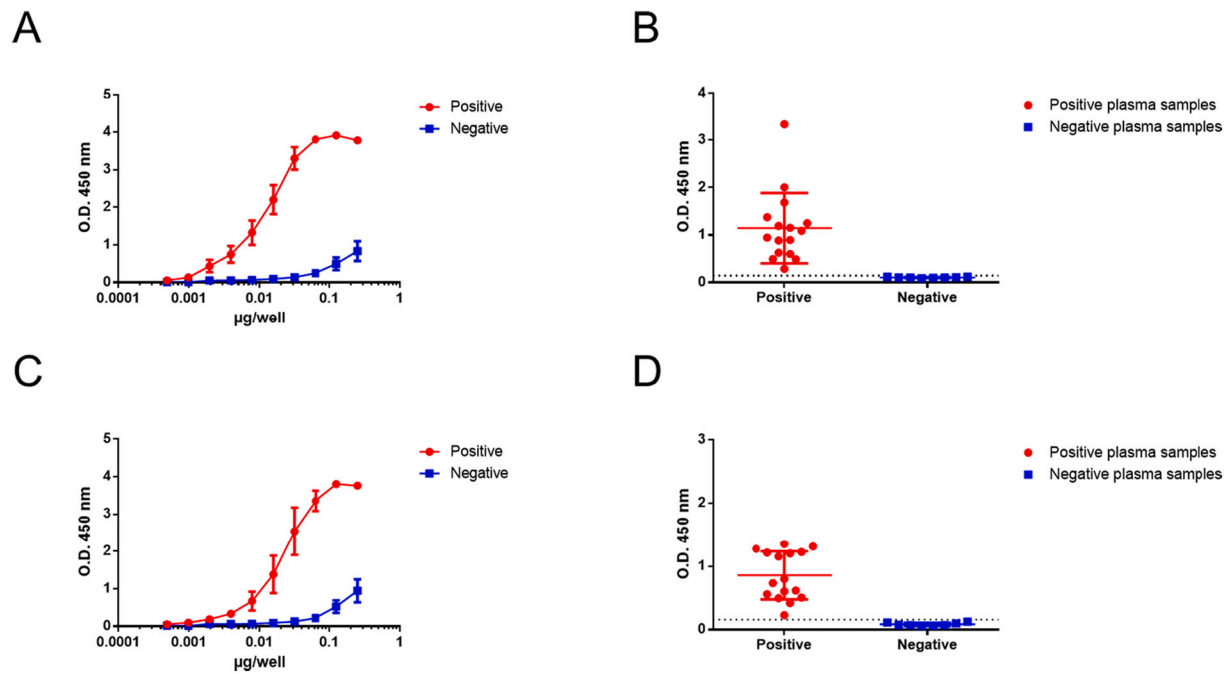 A
5
4
3
2
1
0
O.D. 450 nm
0.0001
0.001
0.01
0.1
1
µg/well
Positive
Negative
B
4
3
2
1
0
O.D. 450 nm
Positive
Negative
Positive plasma samples
Negative plasma samples
C
5
4
3
2
1
0
O.D. 450 nm
0.0001
0.001
0.01
0.1
1
µg/well
Positive
Negative
D
3
2
1
0
O.D. 450 nm
Positive
Negative
Positive plasma samples
Negative plasma samples